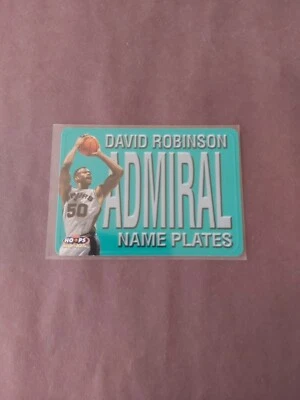 DAVID ROBINSON
ADMIRAL
NAME PLATES
SPURS
50
HOOPS